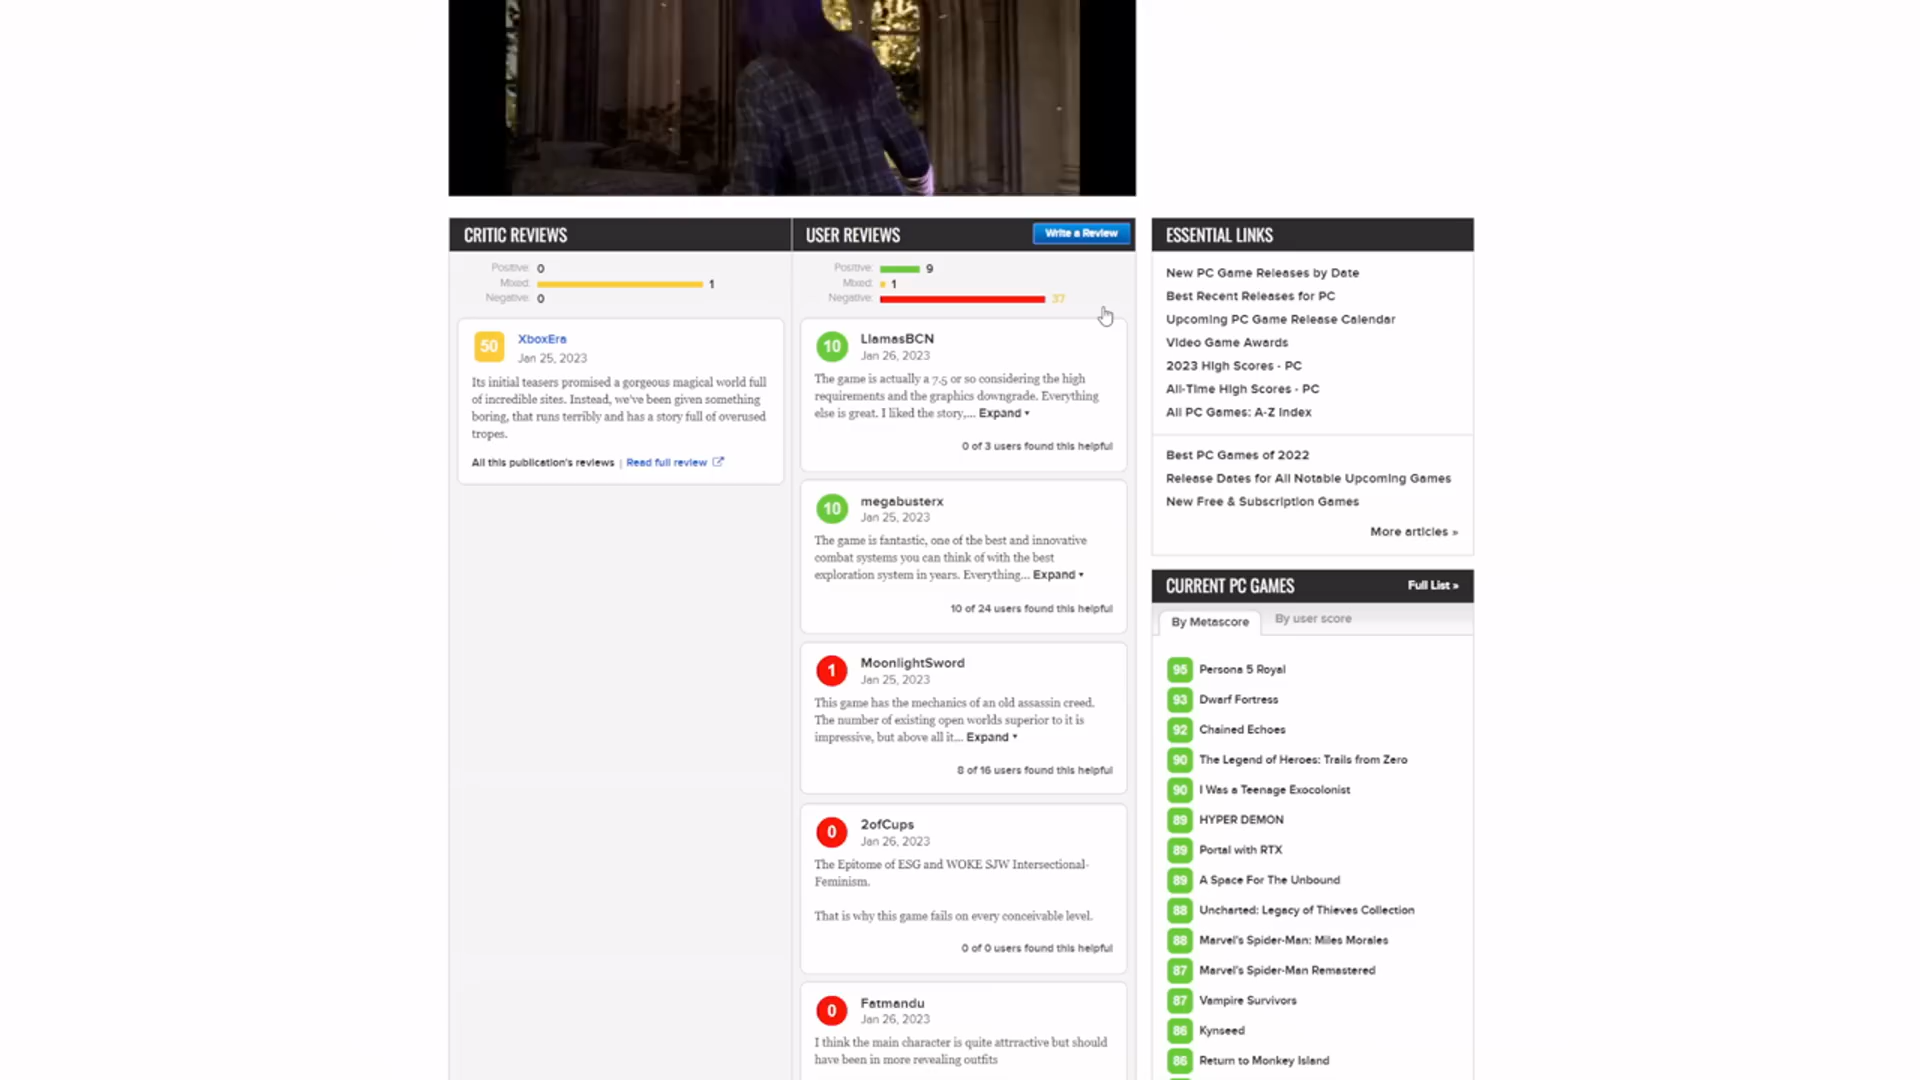 CRITIC REVIEWS
Positive: 0
Mixed: 1
Negative: 0
50
XboxEra
Jan 25, 2023
Its initial teasers promised a gorgeous magical world full
of incredible sites. Instead, we've been given something
boring, that runs terribly and has a story full of overused
tropes.
All this publication's reviews | Read full review
USER REVIEWS
Write a Review
Positive: 9
Mixed: 1
Negative: 37
10
LlamasBCN
Jan 26, 2023
The game is actually a 7.5 or so considering the high
requirements and the graphics downgrade. Everything
else is great. I liked the story,... Expand
0 of 3 users found this helpful
10
megabusterx
Jan 25, 2023
The game is fantastic, one of the best and innovative
combat systems you can think of with the best
exploration system in years. Everything... Expand
10 of 24 users found this helpful
1
MoonlightSword
Jan 25, 2023
This game has the mechanics of an old assassin creed.
The number of existing open worlds superior to it is
impressive, but above all it... Expand
8 of 16 users found this helpful
0
2ofCups
Jan 26, 2023
The Epitome of ESG and WOKE SJW Intersectional-
Feminism.
That is why this game fails on every conceivable level.
0 of 0 users found this helpful
0
Fatmandu
Jan 26, 2023
I think the main character is quite attrractive but should
have been in more revealing outfits
ESSENTIAL LINKS
New PC Game Releases by Date
Best Recent Releases for PC
Upcoming PC Game Release Calendar
Video Game Awards
2023 High Scores - PC
All-Time High Scores - PC
All PC Games: A-Z Index
Best PC Games of 2022
Release Dates for All Notable Upcoming Games
New Free & Subscription Games
More articles »
CURRENT PC GAMES
Full List »
By Metascore
By user score
95 Persona 5 Royal
93 Dwarf Fortress
92 Chained Echoes
90 The Legend of Heroes: Trails from Zero
90 I Was a Teenage Exocolonist
89 HYPER DEMON
89 Portal with RTX
89 A Space For The Unbound
88 Uncharted: Legacy of Thieves Collection
88 Marvel's Spider-Man: Miles Morales
87 Marvel's Spider-Man Remastered
87 Vampire Survivors
86 Kynseed
86 Return to Monkey Island